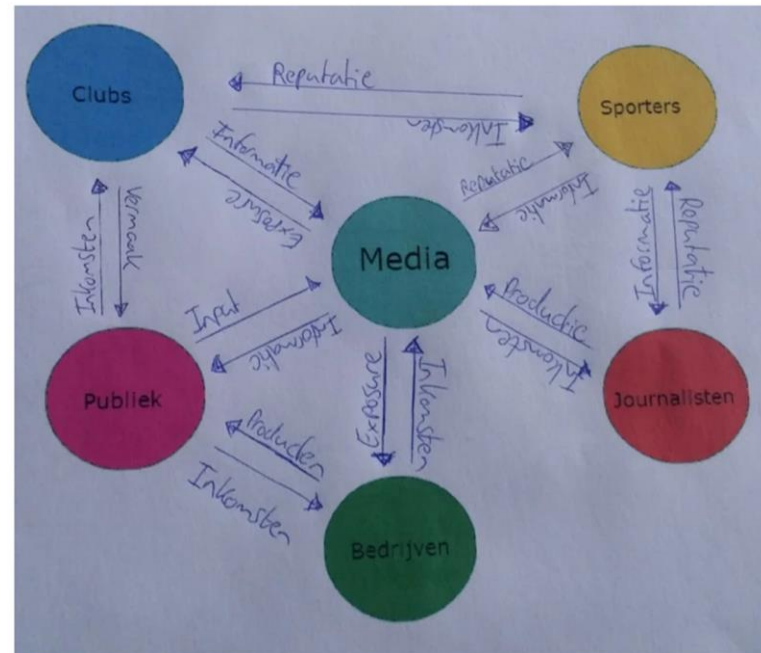 Clubs
Reputatie
Sporters
Inkomsten
Informatie
Exposure
Reputatie
Informatie
Inkomsten
Vermaak
Media
Informatie
Reputatie
Input
Informatie
Productie
Inkomsten
Publiek
Exposure
Inkomsten
Journalisten
Producten
Inkomsten
Bedrijven